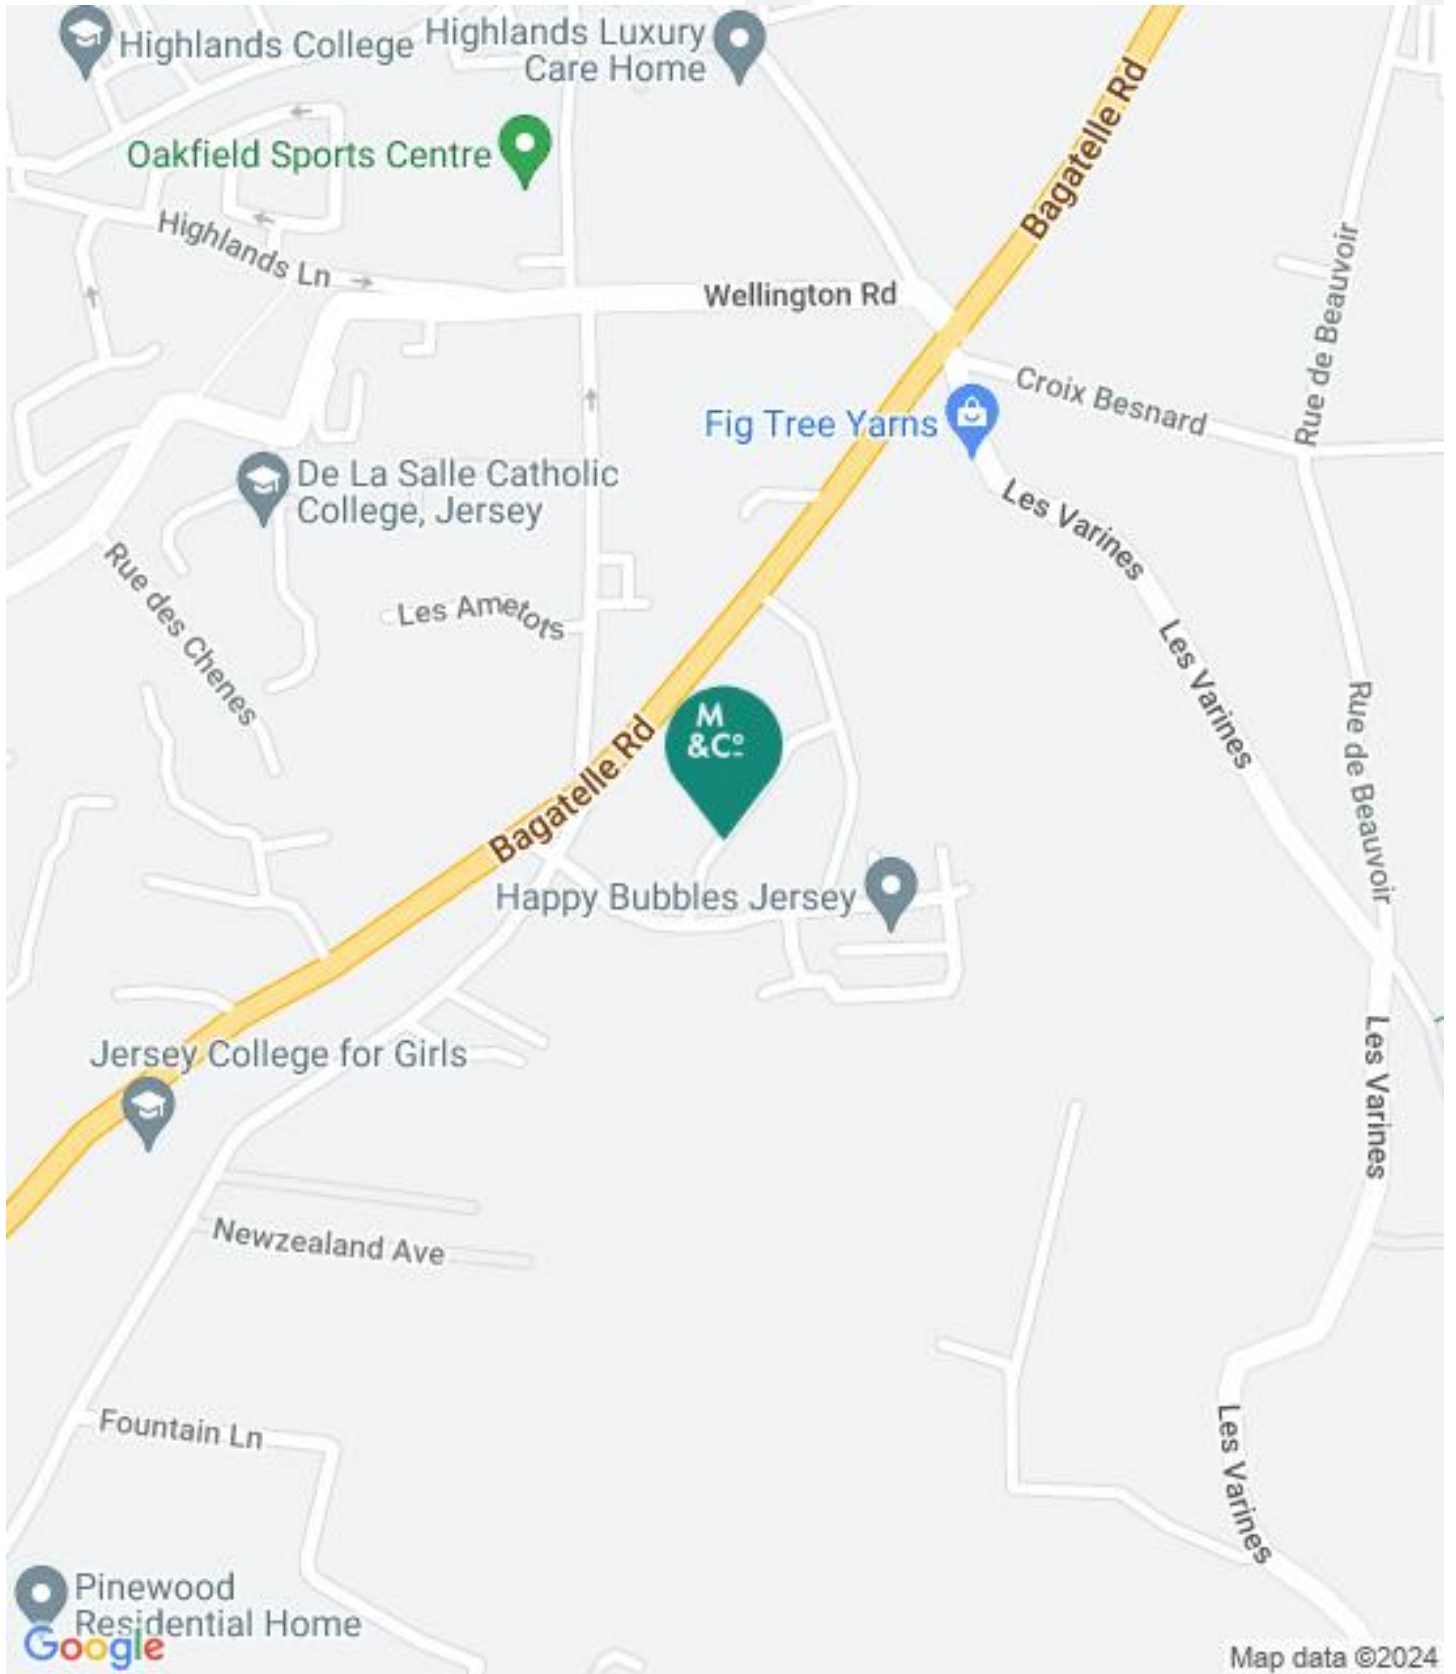 Highlands College
Highlands Luxury
Care Home
Bagatelle Rd
Oakfield Sports Centre
Highlands Ln
Rue de Beauvoir
Wellington Rd
Croix Besnard
Fig Tree Yarns
De La Salle Catholic
College, Jersey
Les Varines
Rue des Chenes
Les Ametots
Les Varines
Rue de Beauvoir
M
&Cº
Bagatelle Rd
Happy Bubbles Jersey
Jersey College for Girls
Les Varines
Newzealand Ave
Fountain Ln
Les Varines
Pinewood
Residential Home
Google
Map data ©2024